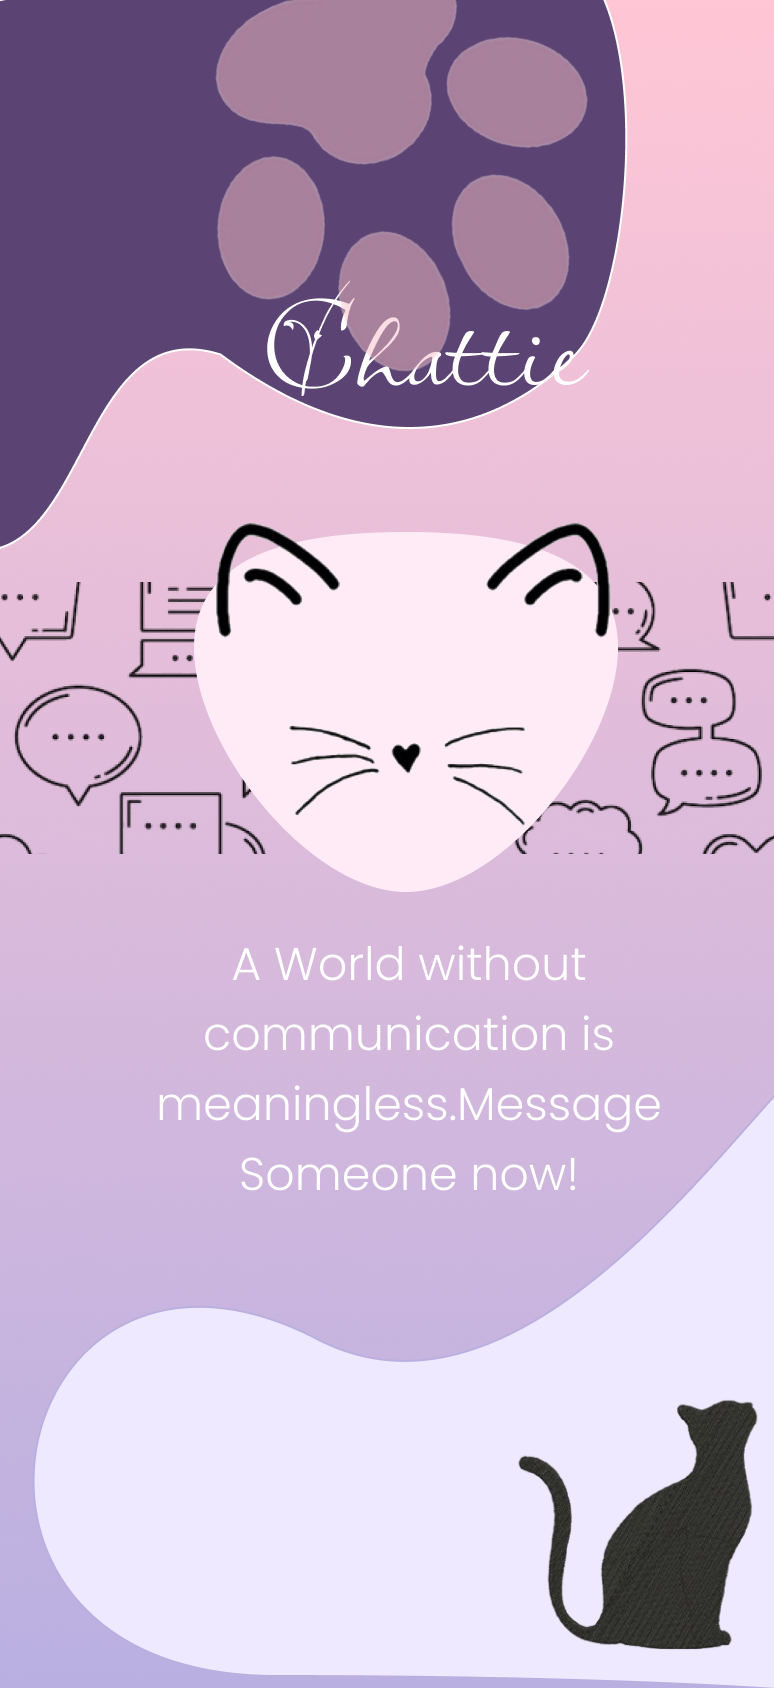 Chattie
A World without
communication is
meaningless.Message
Someone now!